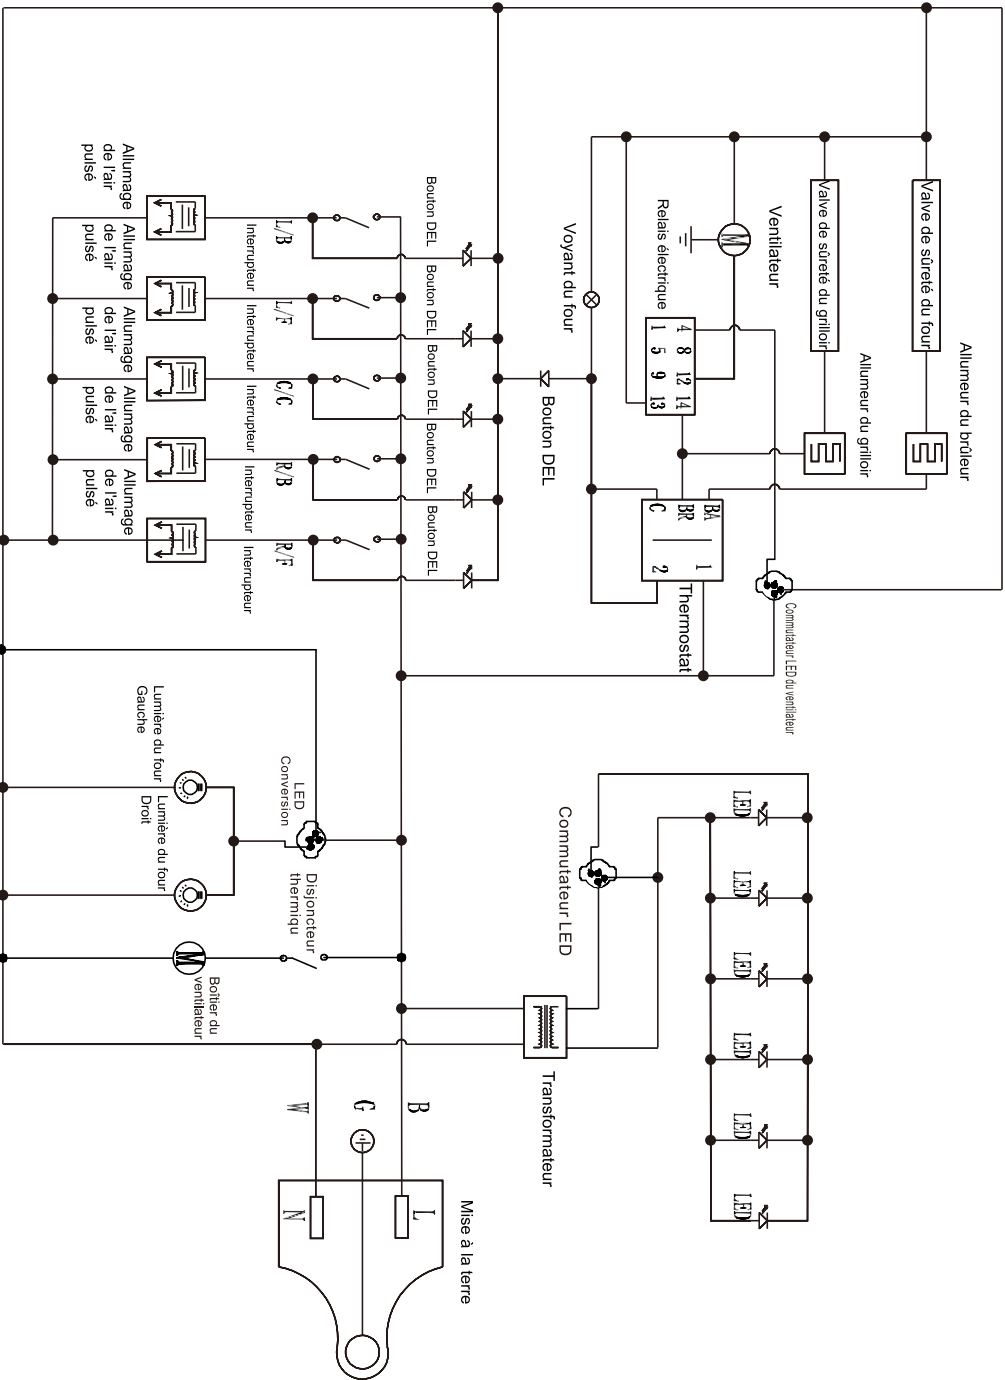 Allumeur du brûleur
Valve de sûreté du four
Allumeur du grilloir
Valve de sûreté du grilloir
Commutateur LED du ventilateur
Ventilateur
LED
LED
LED
LED
LED
LED
Relais électrique
4 8 12 14
1 5 9 13
BA 1
BR
C 2
Thermostat
Voyant du four
Commutateur LED
Bouton DEL
Transformateur
Mise à la terre
Bouton DEL
Bouton DEL
Bouton DEL
Bouton DEL
Bouton DEL
B
L
G
W
N
L/B
L/F
C/C
R/B
R/F
Interrupteur
Interrupteur
Interrupteur
Interrupteur
Interrupteur
LED
Conversion
Disjoncteur
thermiqu
Boîtier du
ventilateur
Lumière du four
Gauche
Lumière du four
Droit
Allumage
de l'air
pulsé
Allumage
de l'air
pulsé
Allumage
de l'air
pulsé
Allumage
de l'air
pulsé
Allumage
de l'air
pulsé